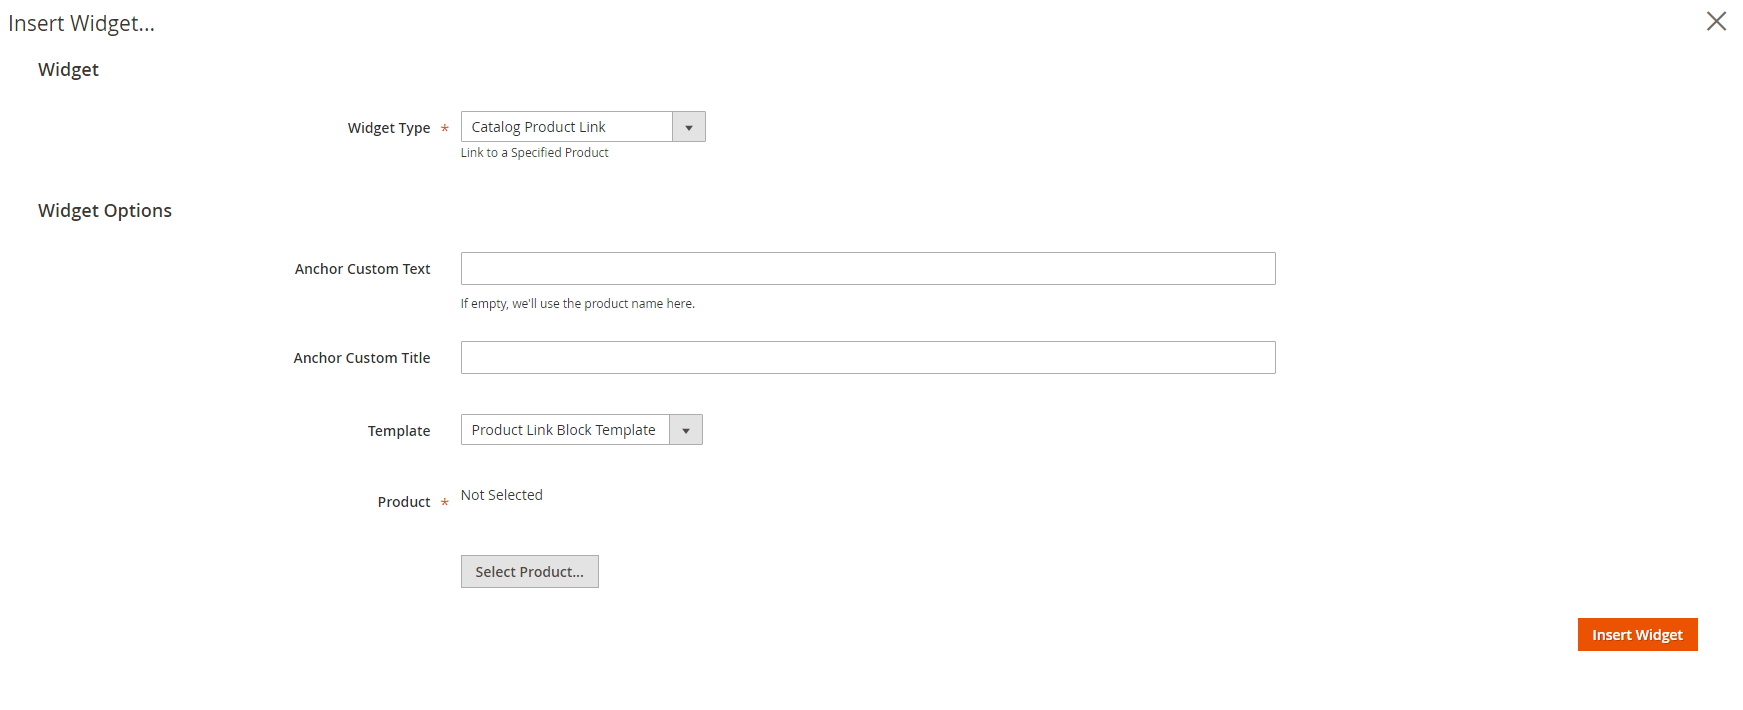 Insert Widget...
Widget
Widget Type *
Catalog Product Link
Link to a Specified Product
Widget Options
Anchor Custom Text
If empty, we'll use the product name here.
Anchor Custom Title
Template
Product Link Block Template
Product *
Not Selected
Select Product...
Insert Widget